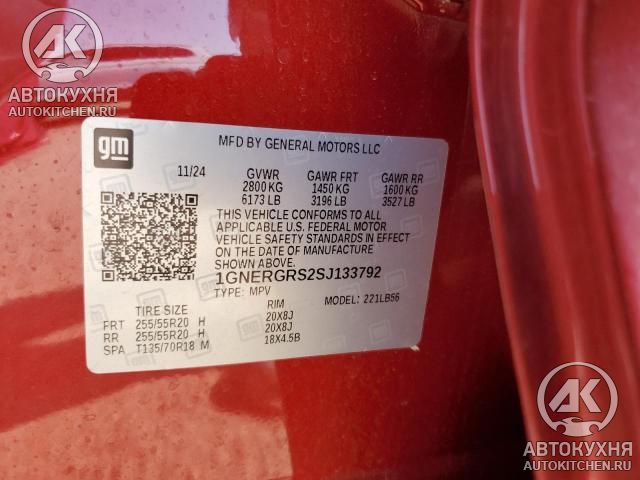 АК
АВТОКУХНЯ
AUTOKITCHEN.RU
gm
MFD BY GENERAL MOTORS LLC
11/24 GVWR GAWR FRT GAWR RR
2800 KG 1450 KG 1600 KG
6173 LB 3196 LB 3527 LB
THIS VEHICLE CONFORMS TO ALL
APPLICABLE U.S. FEDERAL MOTOR
VEHICLE SAFETY STANDARDS IN EFFECT
ON THE DATE OF MANUFACTURE
SHOWN ABOVE.
1GNERGRS2SJ133792
TYPE: MPV MODEL: 221LB56
TIRE SIZE RIM
FRT 255/55R20 H 20X8J
RR 255/55R20 H 20X8J
SPA T135/70R18 M 18X4.5B
АК
АВТОКУХНЯ
AUTOKITCHEN.RU